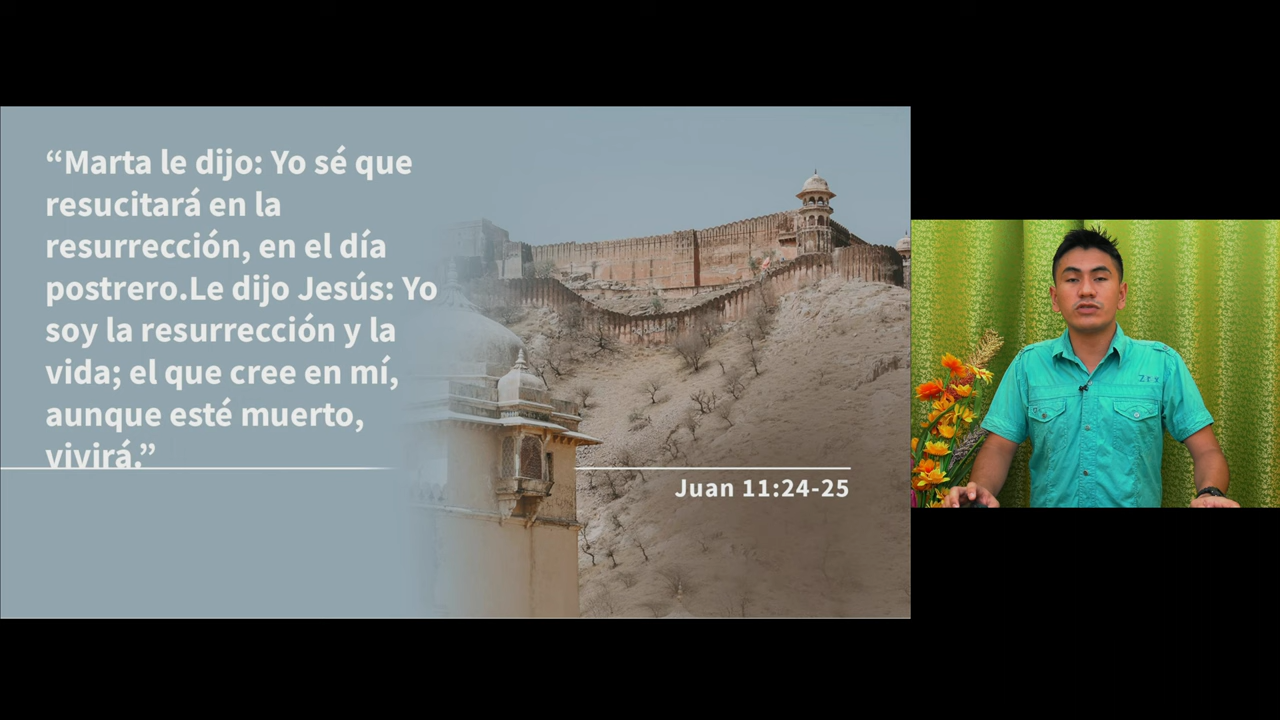 “Marta le dijo: Yo sé que
resucitará en la
resurrección, en el día
postrero.Le dijo Jesús: Yo
soy la resurrección y la
vida; el que cree en mí,
aunque esté muerto,
vivirá.”
Juan 11:24-25